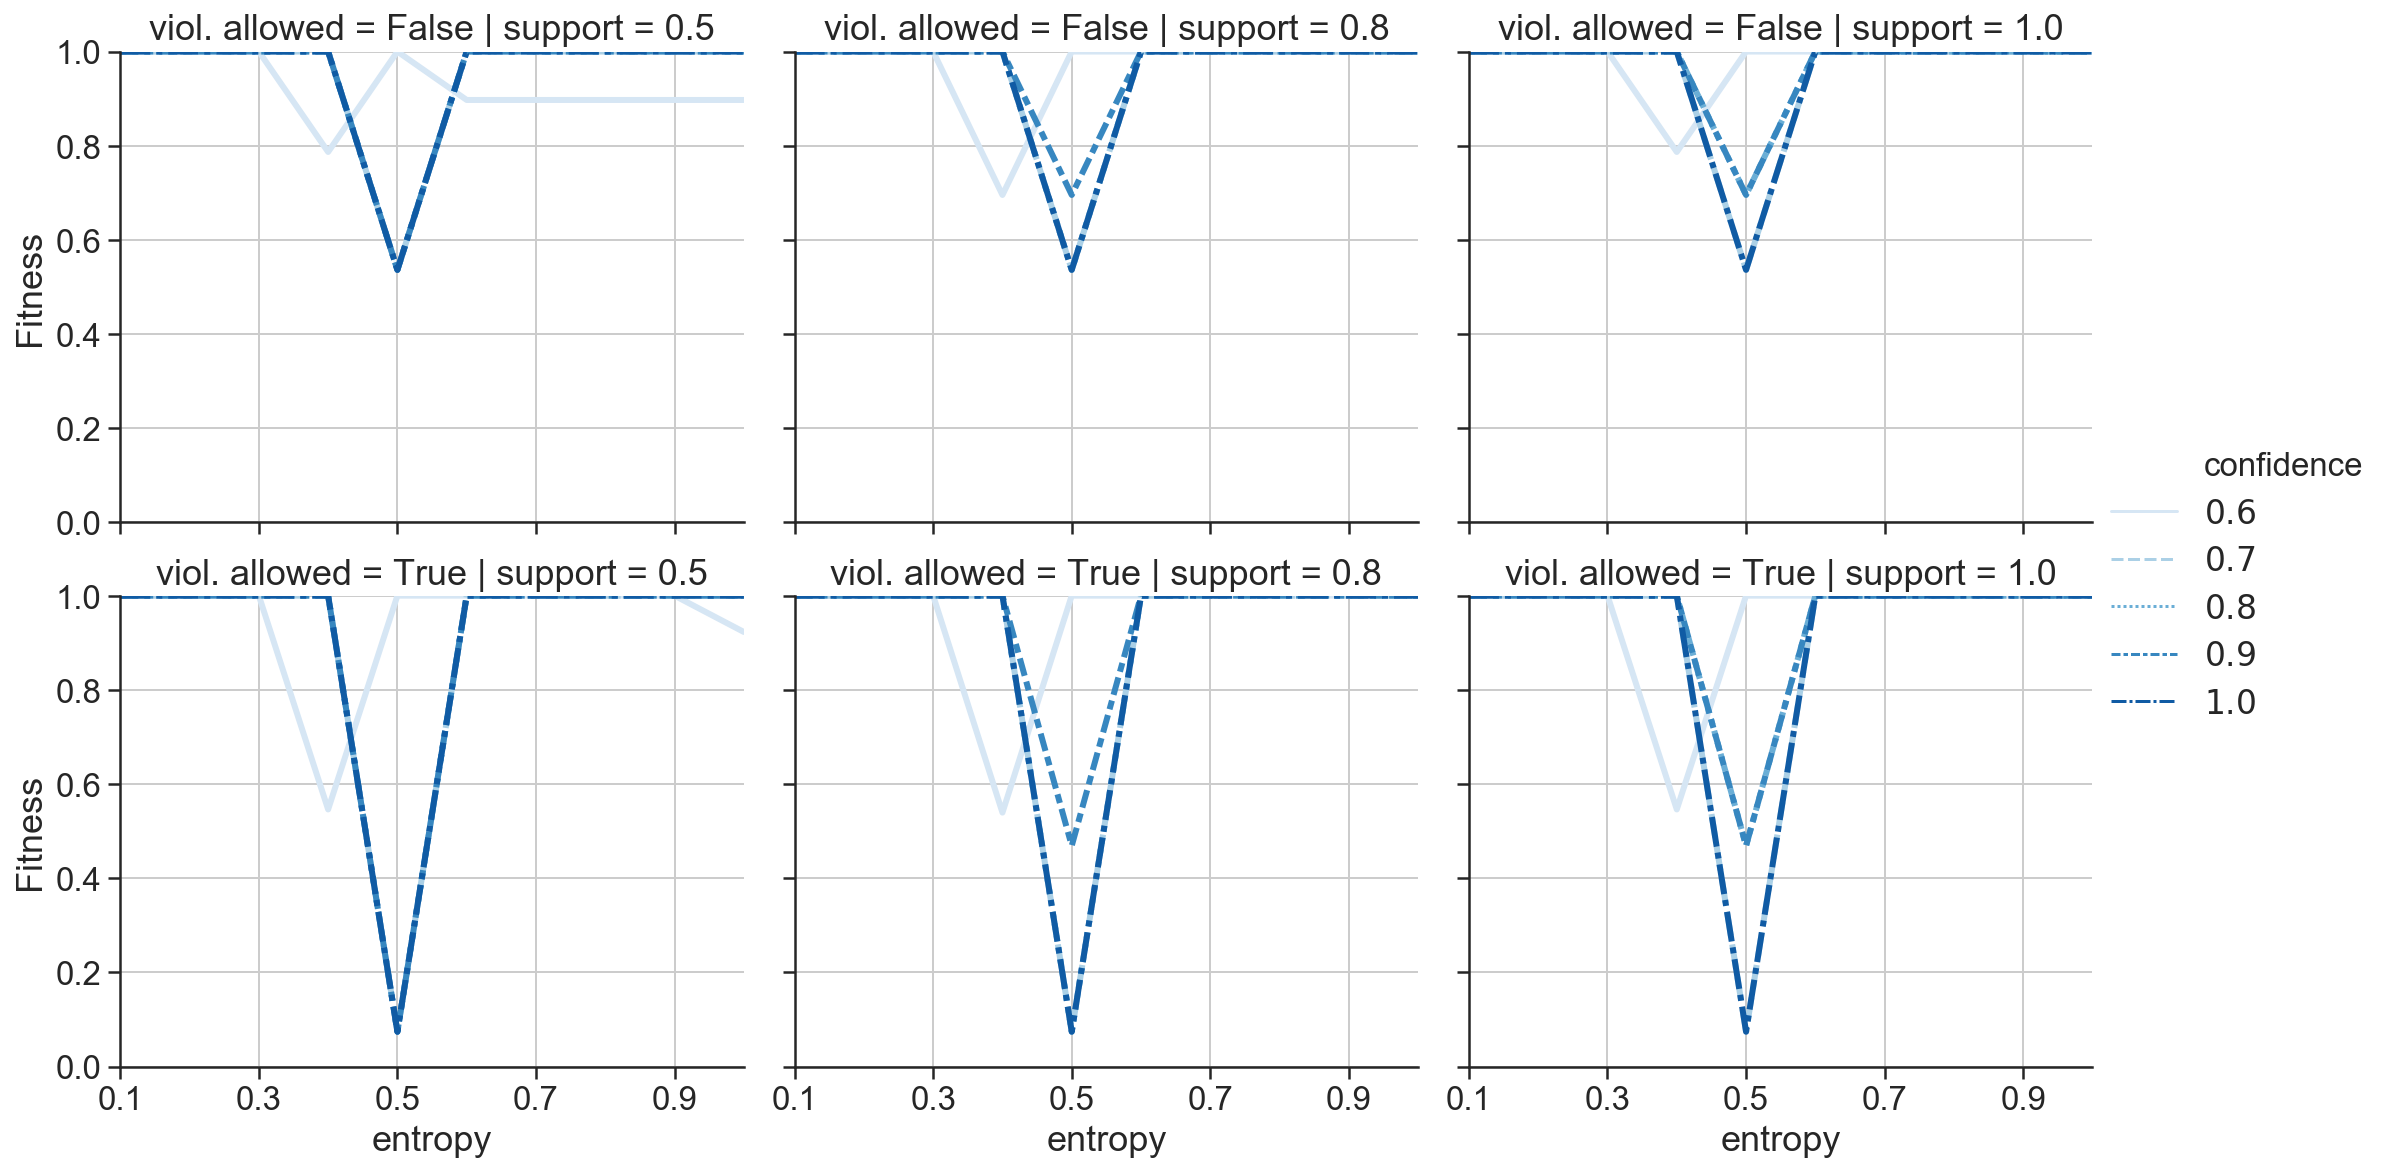 viol. allowed = False | support = 0.5
viol. allowed = False | support = 0.8
viol. allowed = False | support = 1.0
1.0
0.8
0.6
0.4
0.2
0.0
Fitness
viol. allowed = True | support = 0.5
viol. allowed = True | support = 0.8
viol. allowed = True | support = 1.0
1.0
0.8
0.6
0.4
0.2
0.0
Fitness
0.1 0.3 0.5 0.7 0.9
entropy
0.1 0.3 0.5 0.7 0.9
entropy
0.1 0.3 0.5 0.7 0.9
entropy
confidence
0.6
0.7
0.8
0.9
1.0